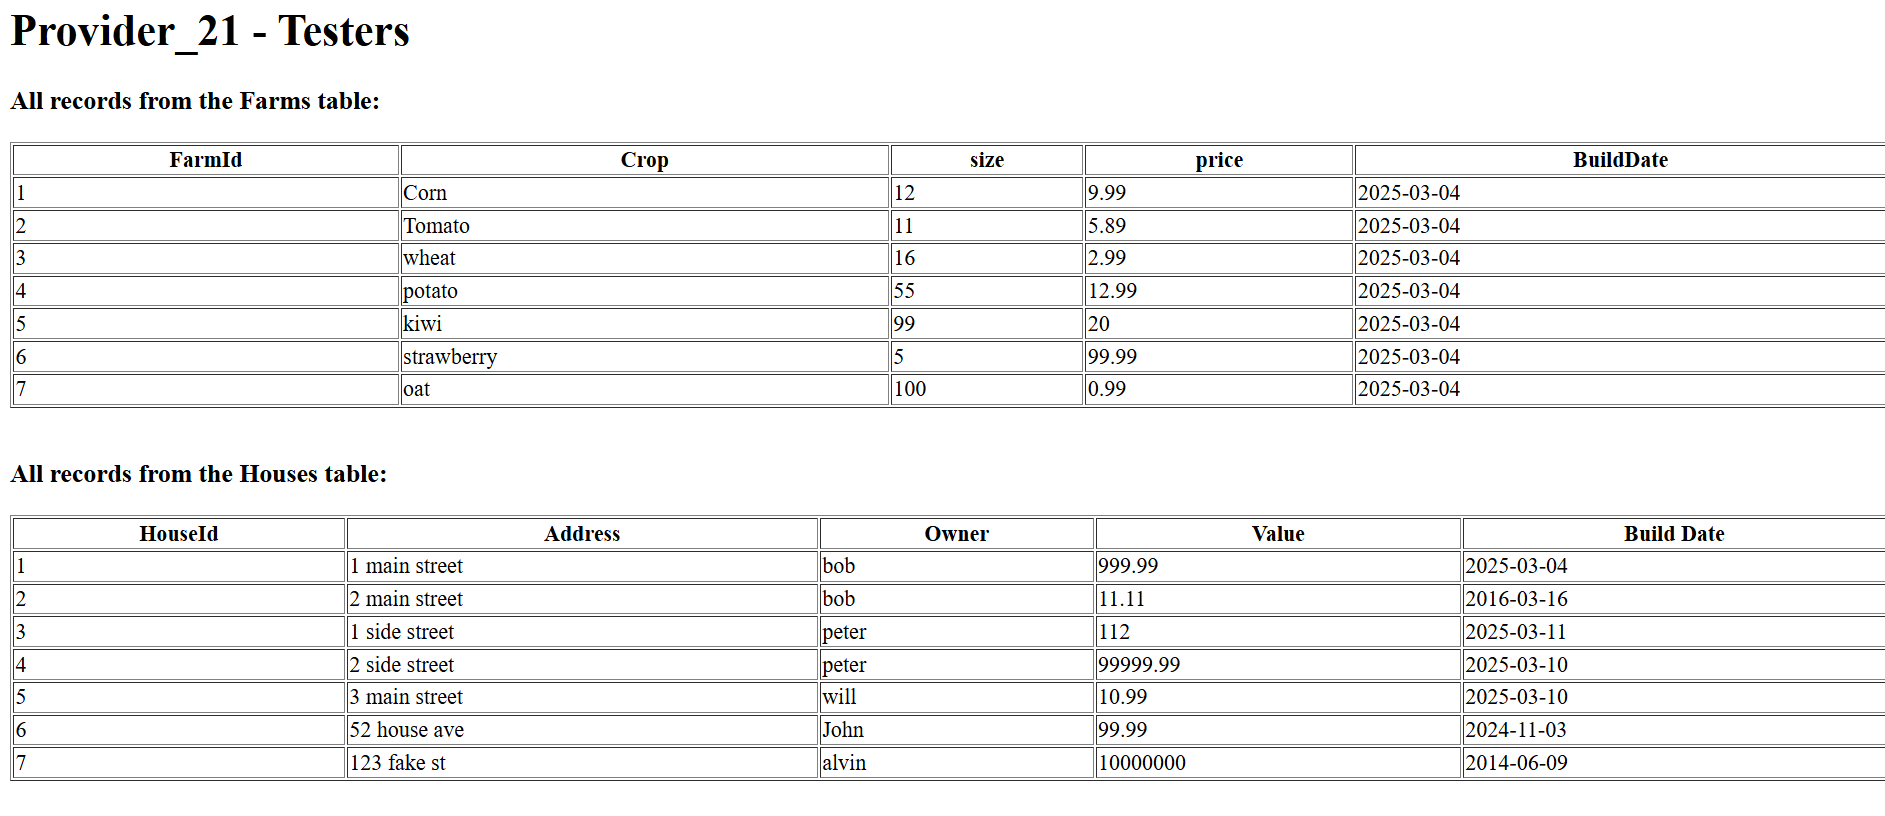 Provider_21 - Testers
All records from the Farms table:
FarmId Crop size price BuildDate
1 Corn 12 9.99 2025-03-04
2 Tomato 11 5.89 2025-03-04
3 wheat 16 2.99 2025-03-04
4 potato 55 12.99 2025-03-04
5 kiwi 99 20 2025-03-04
6 strawberry 5 99.99 2025-03-04
7 oat 100 0.99 2025-03-04
All records from the Houses table:
HouseId Address Owner Value Build Date
1 1 main street bob 999.99 2025-03-04
2 2 main street bob 11.11 2016-03-16
3 1 side street peter 112 2025-03-11
4 2 side street peter 99999.99 2025-03-10
5 3 main street will 10.99 2025-03-10
6 52 house ave John 99.99 2024-11-03
7 123 fake st alvin 10000000 2014-06-09